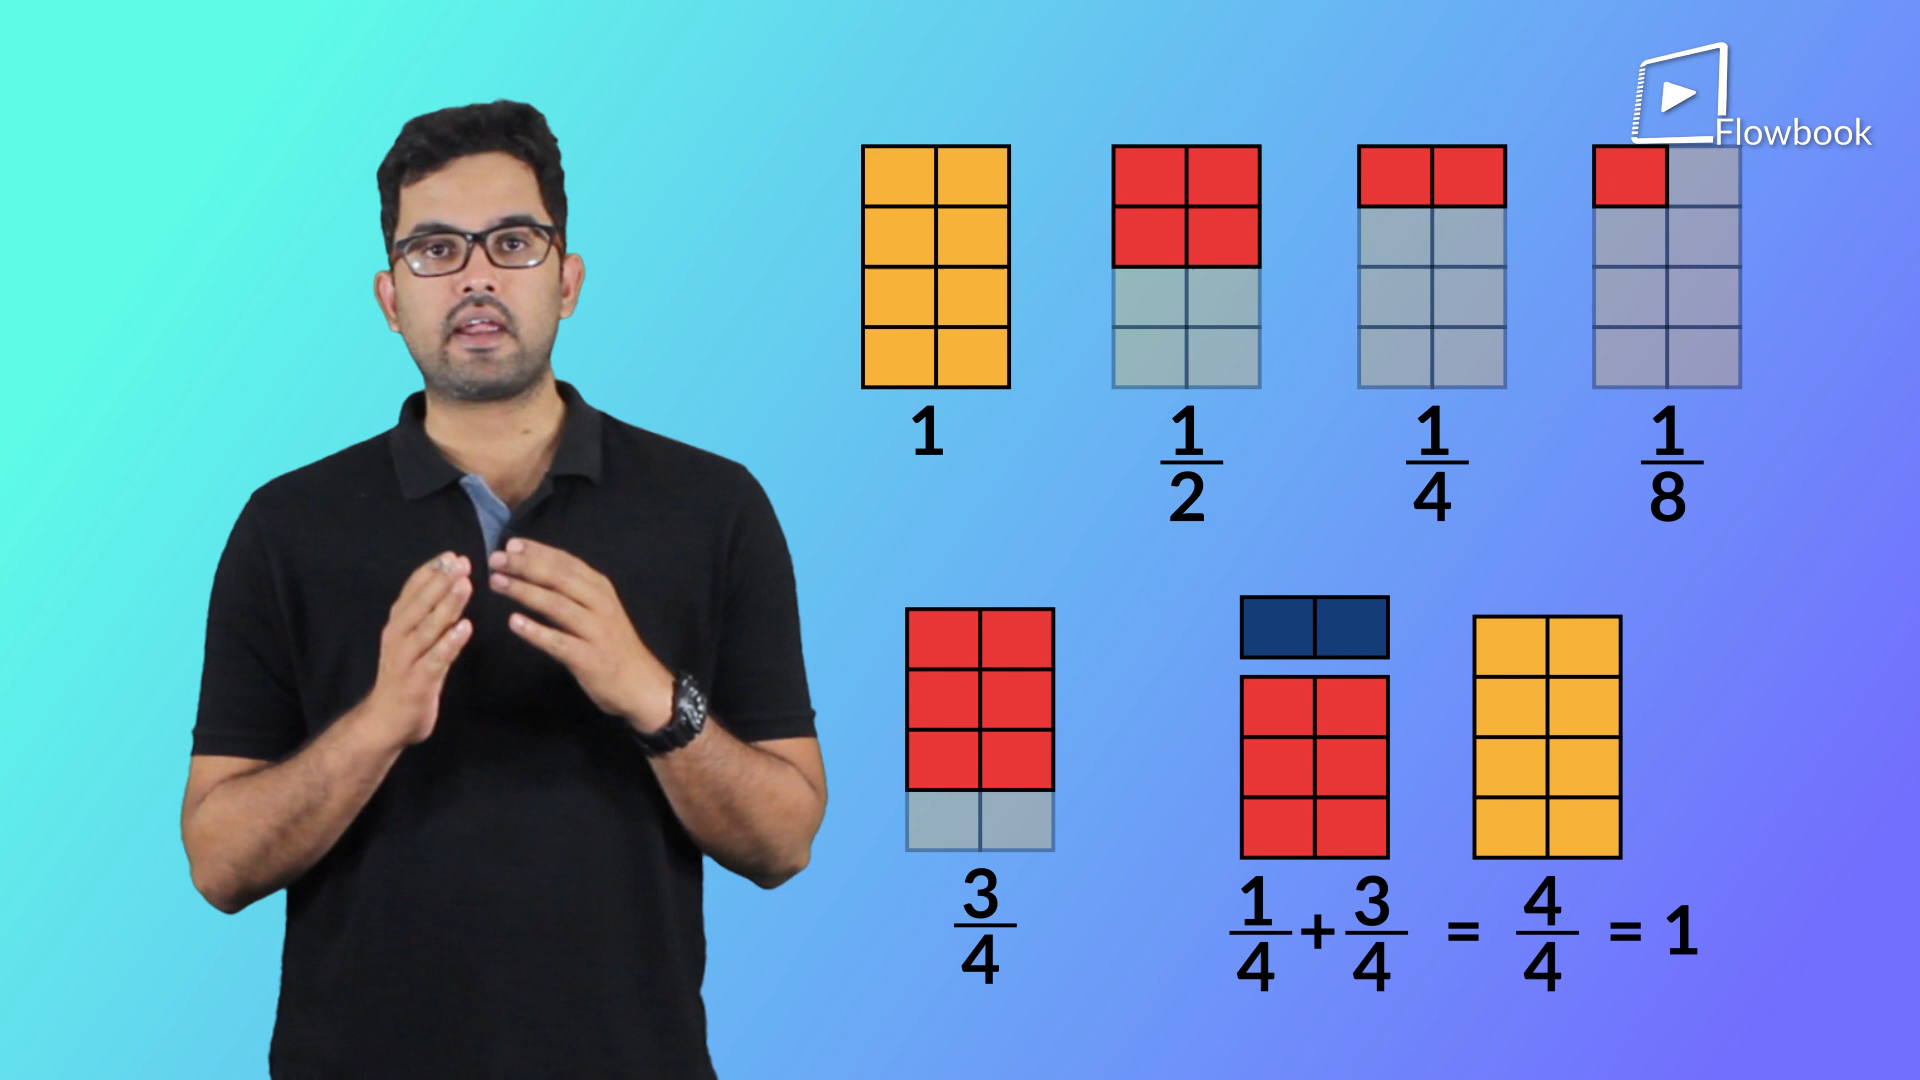 Flowbook
1
1/2
1/4
1/8
3/4
1/4 + 3/4 = 4/4 = 1